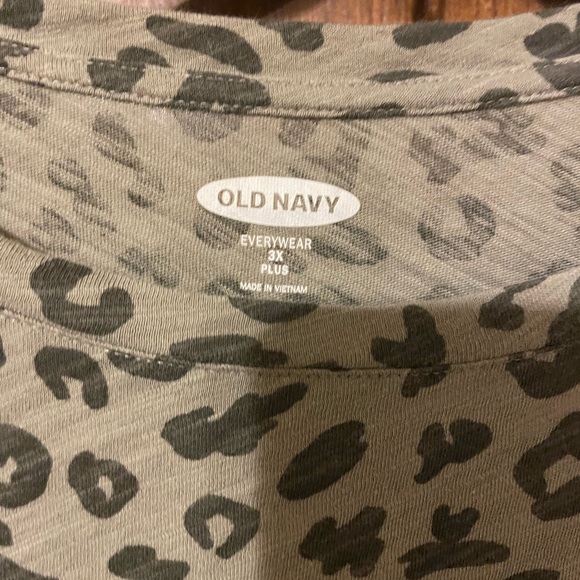 OLD NAVY
EVERYWEAR
3X
PLUS
MADE IN VIETNAM